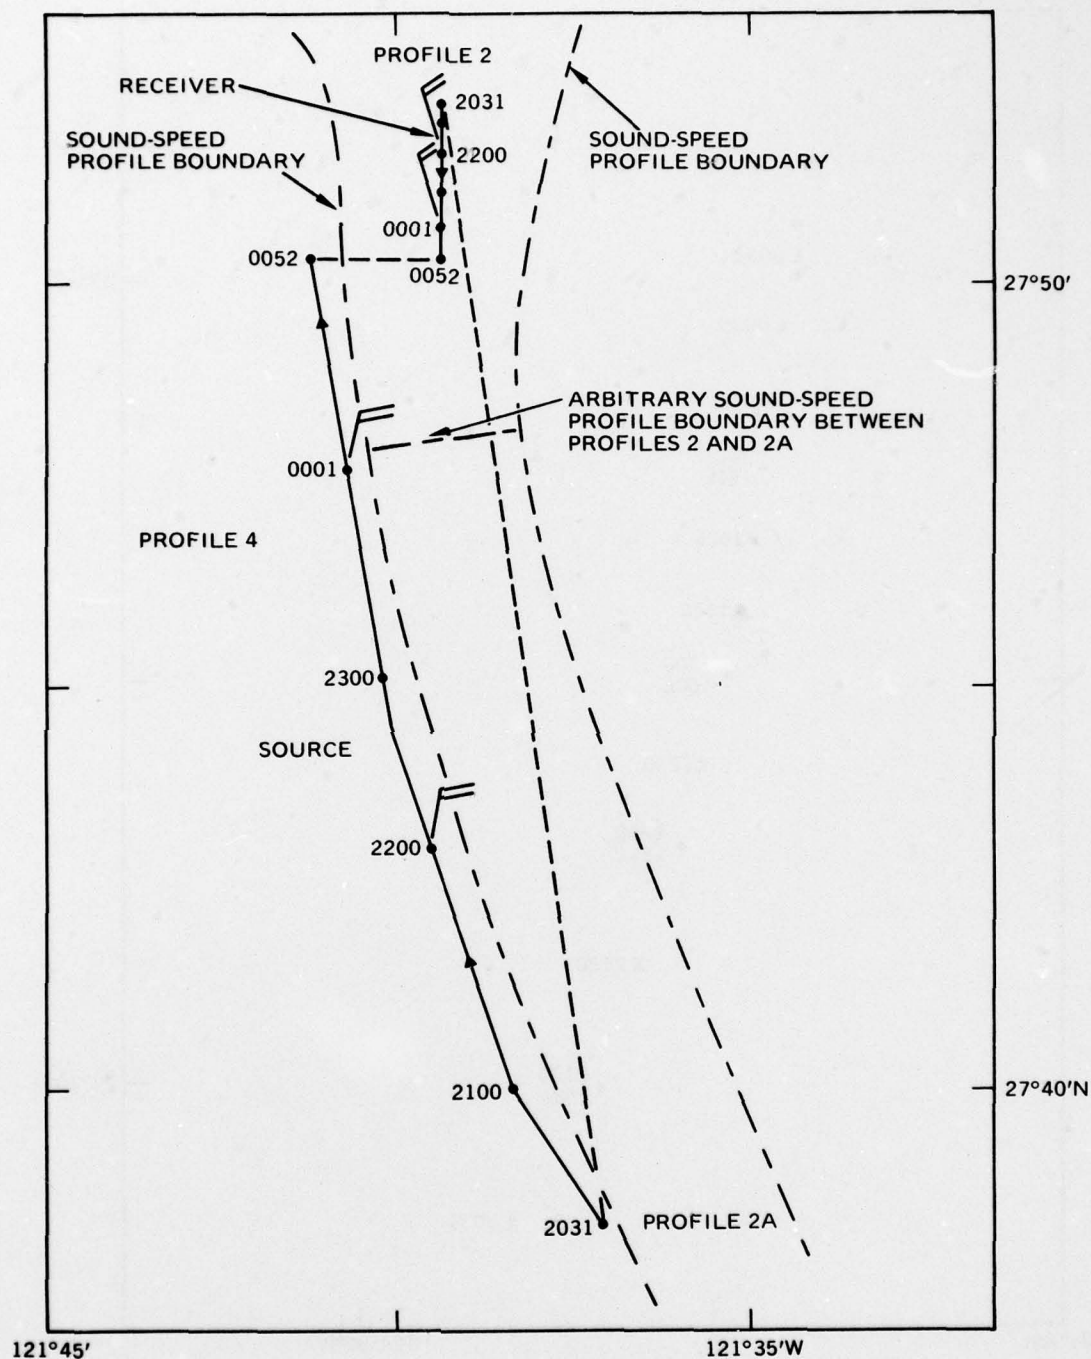 PROFILE 2
RECEIVER
2031
SOUND-SPEED
PROFILE BOUNDARY
SOUND-SPEED
PROFILE BOUNDARY
2200
0001
0052
0052
27°50'
ARBITRARY SOUND-SPEED
PROFILE BOUNDARY BETWEEN
PROFILES 2 AND 2A
0001
PROFILE 4
2300
SOURCE
2200
2100
27°40'N
2031
PROFILE 2A
121°45'
121°35'W